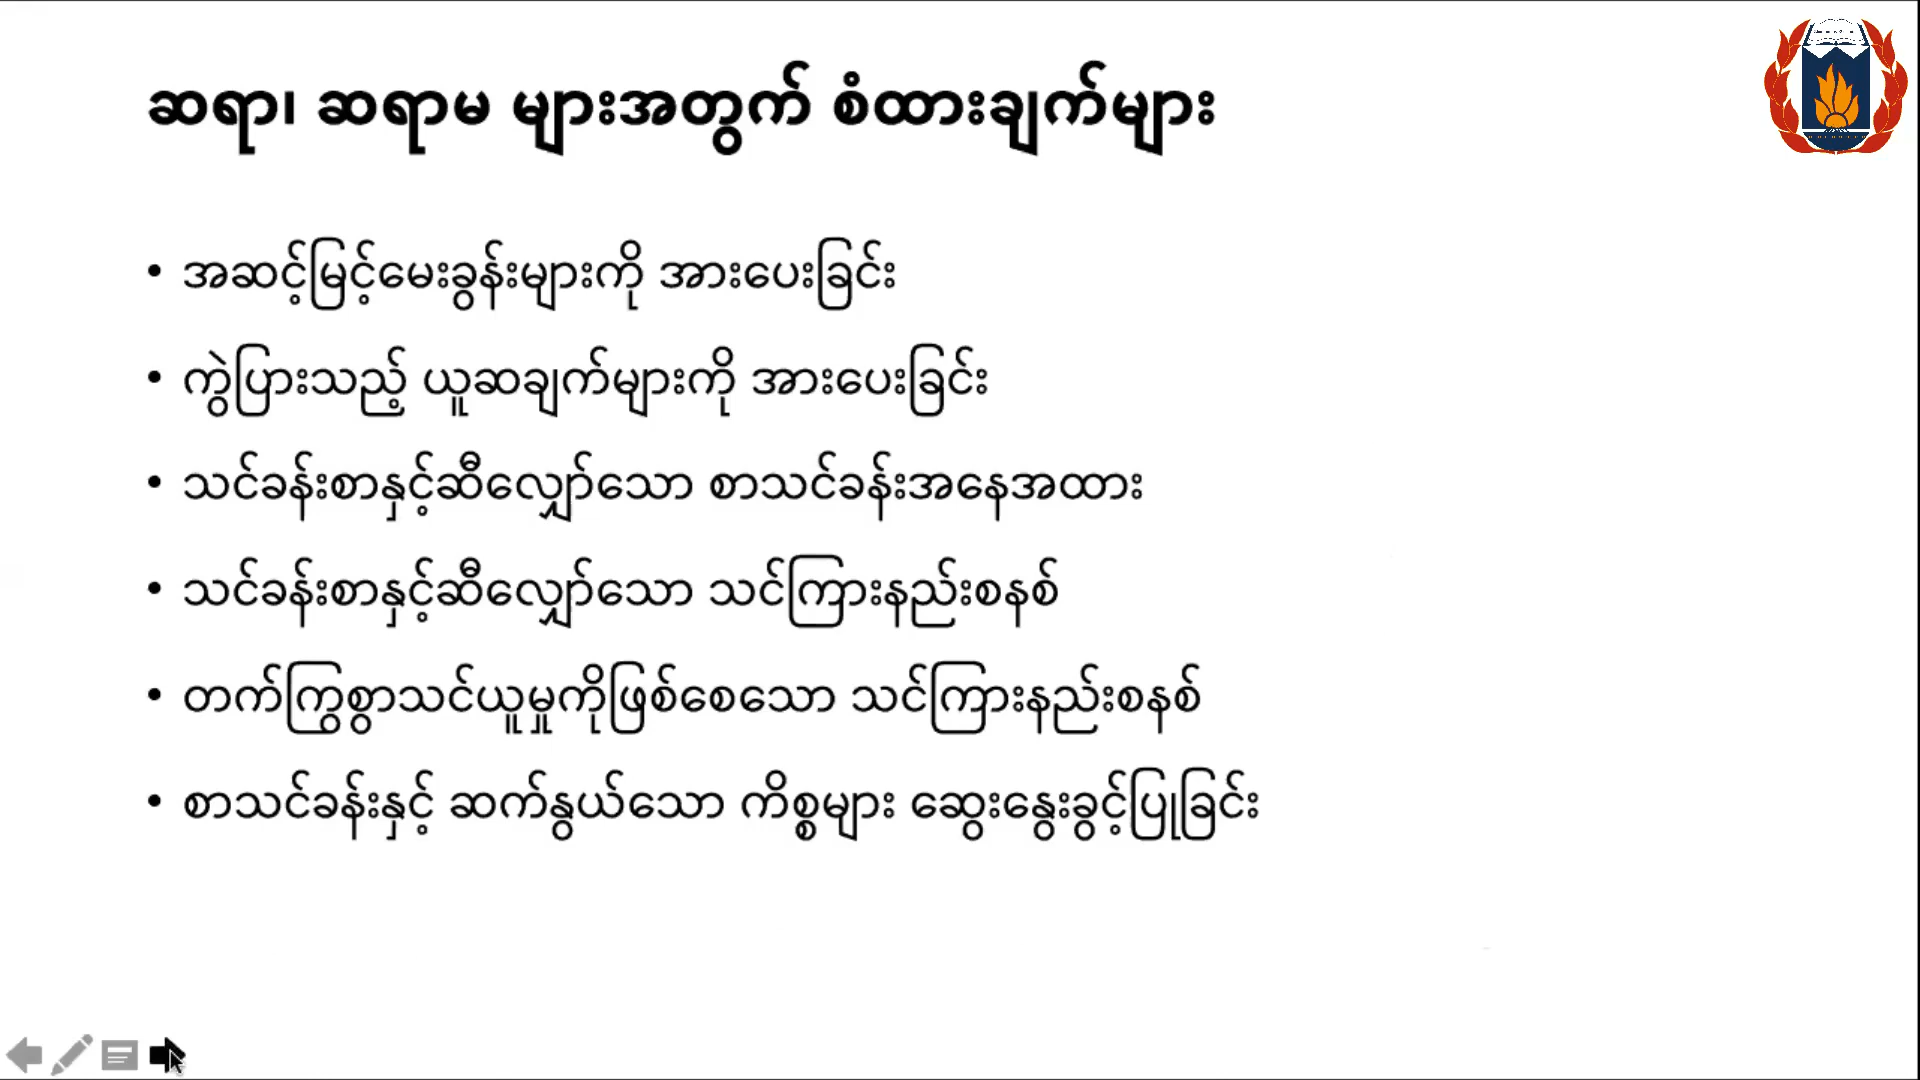 ဆရာ၊ ဆရာမ များအတွက် စံထားချက်များ
• အဆင့်မြင့်မေးခွန်းများကို အားပေးခြင်း
• ကွဲပြားသည့် ယူဆချက်များကို အားပေးခြင်း
• သင်ခန်းစာနှင့်ဆီလျှော်သော စာသင်ခန်းအနေအထား
• သင်ခန်းစာနှင့်ဆီလျှော်သော သင်ကြားနည်းစနစ်
• တက်ကြွစွာသင်ယူမှုကိုဖြစ်စေသော သင်ကြားနည်းစနစ်
• စာသင်ခန်းနှင့် ဆက်နွယ်သော ကိစ္စများ ဆွေးနွေးခွင့်ပြုခြင်း